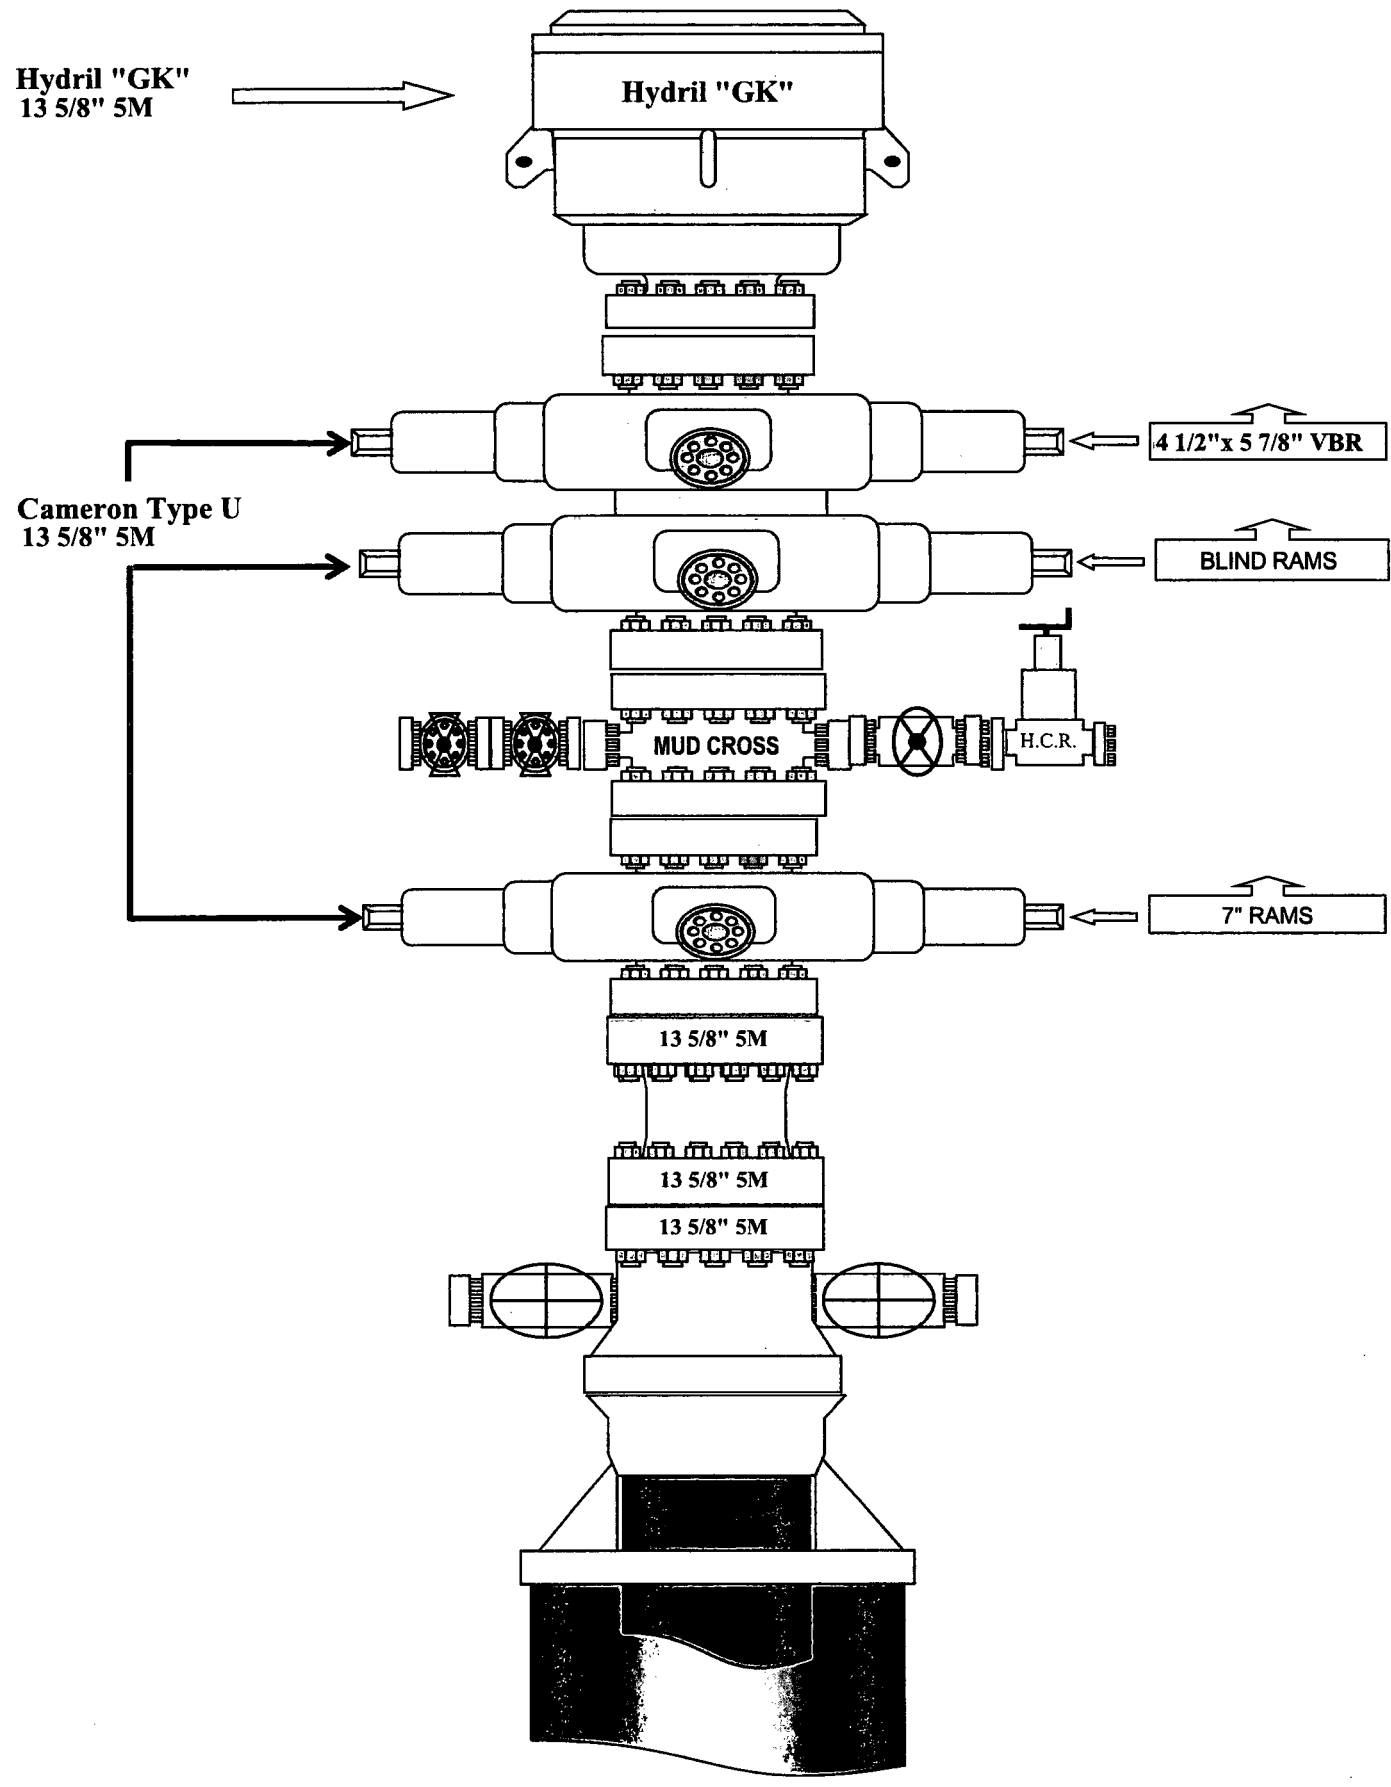 Hydril "GK"
13 5/8" 5M
Hydril "GK"
4 1/2"x 5 7/8" VBR
Cameron Type U
13 5/8" 5M
BLIND RAMS
MUD CROSS
H.C.R.
7" RAMS
13 5/8" 5M
13 5/8" 5M
13 5/8" 5M